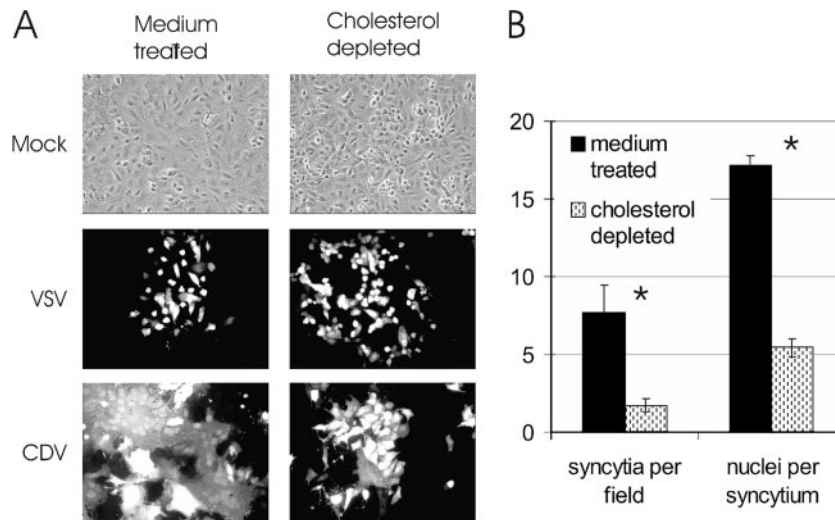 A
Medium
treated
Cholesterol
depleted
Mock
VSV
CDV
B
20
15
10
5
0
medium
treated
cholesterol
depleted
*
*
syncytia per
field
nuclei per
syncytium